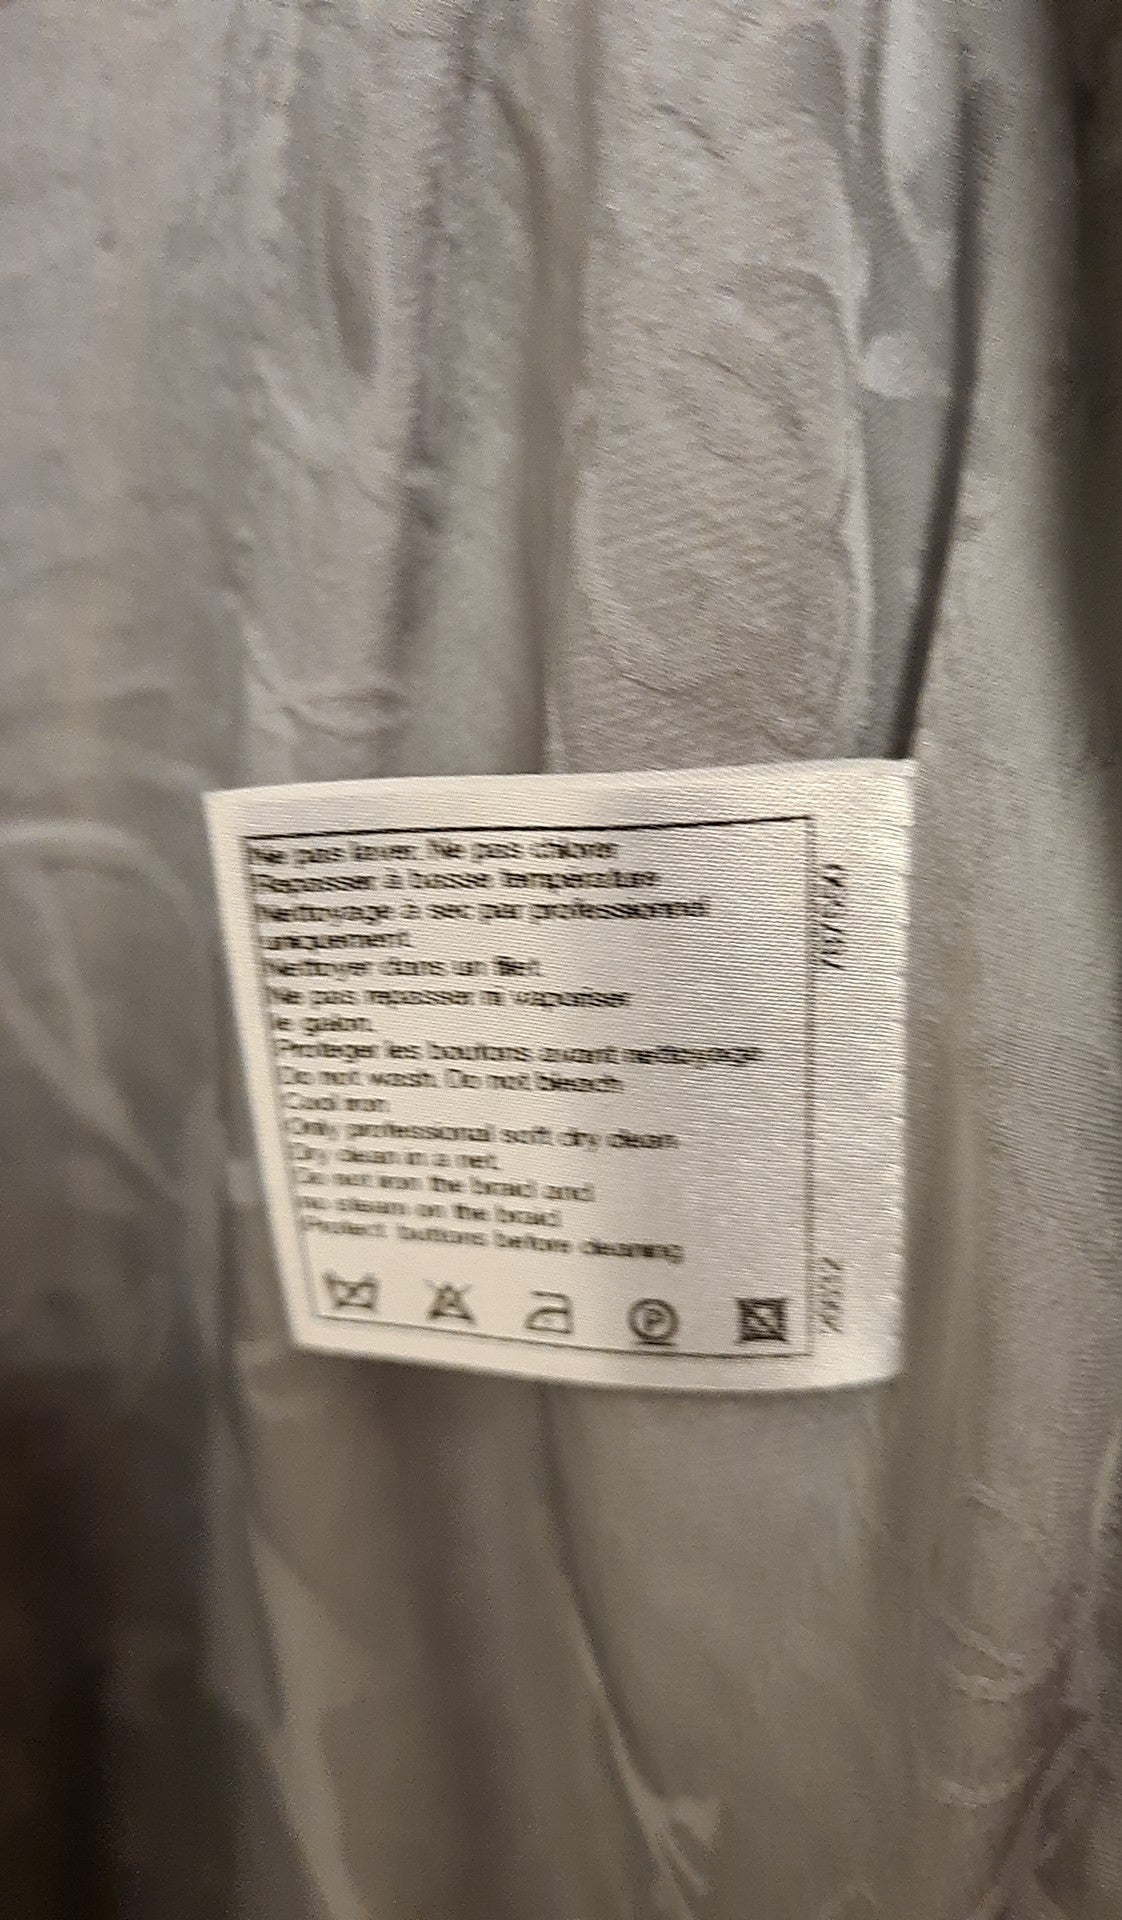 Ne pas laver. Ne pas chlorer
Repasser à basse température
Nettoyage à sec par professionnel
uniquement.
Nettoyer dans un filet.
Ne pas repasser ni vaporiser
le galon.
Protéger les boutons avant nettoyage
Do not wash. Do not bleach
Cool iron
Only professional soft dry clean
Dry clean in a net.
Do not iron the braid and
no steam on the braid.
Protect buttons before cleaning
P